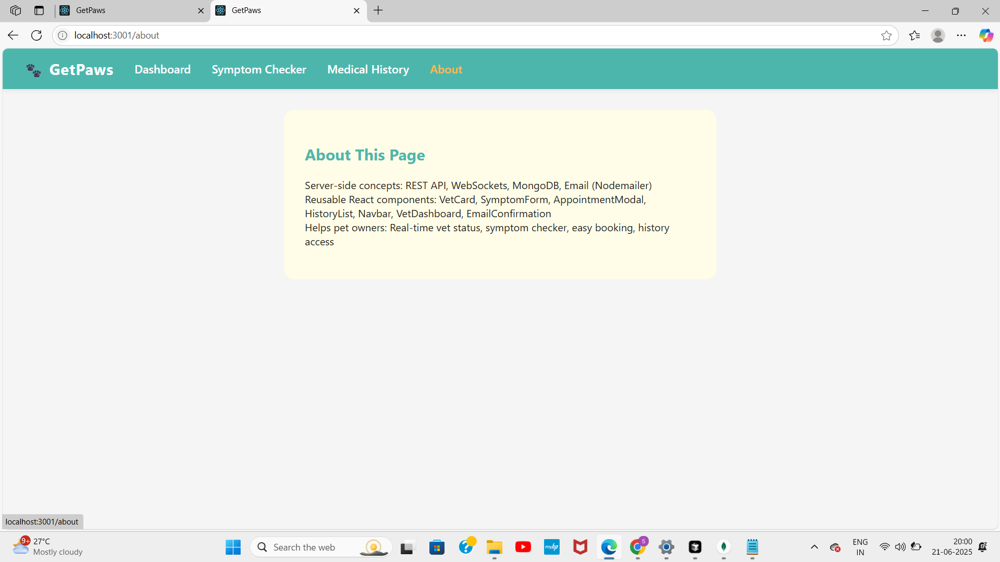 GetPaws
GetPaws
localhost:3001/about
GetPaws Dashboard Symptom Checker Medical History About
About This Page
Server-side concepts: REST API, WebSockets, MongoDB, Email (Nodemailer)
Reusable React components: VetCard, SymptomForm, AppointmentModal,
HistoryList, Navbar, VetDashboard, EmailConfirmation
Helps pet owners: Real-time vet status, symptom checker, easy booking, history
access
localhost:3001/about
9+
27°C
Mostly cloudy
Search the web
myhp
S
ENG
IN
20:00
21-06-2025